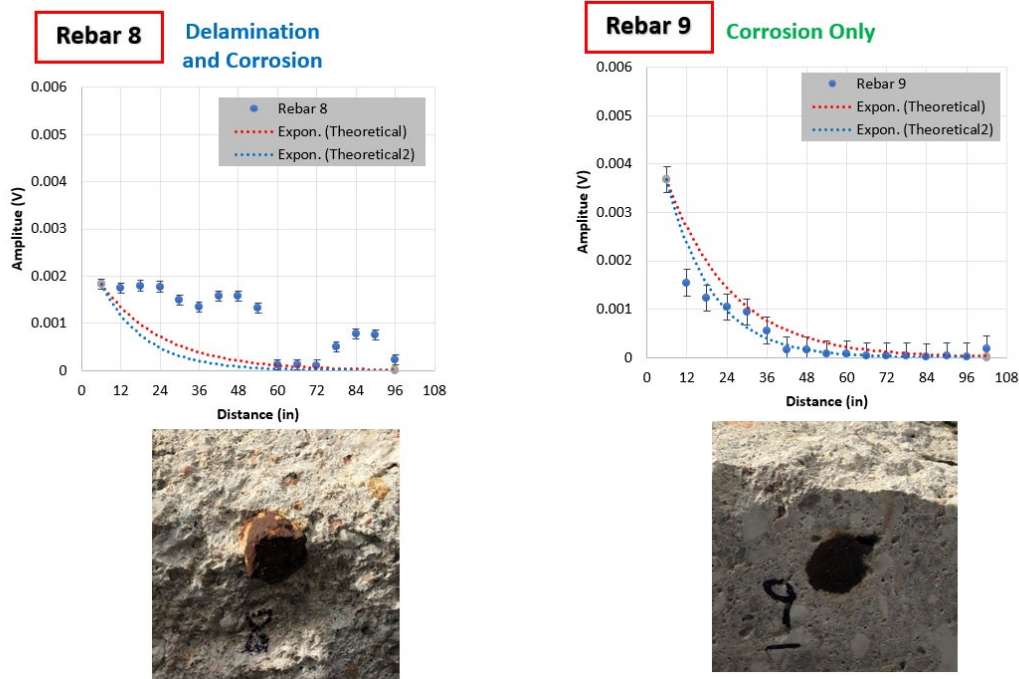 Rebar 8
Delamination
and Corrosion
0.006
0.005
0.004
0.003
0.002
0.001
0
0
12
24
36
48
60
72
84
96
108
Amplitue (V)
Distance (in)
Rebar 8
Expon. (Theoretical)
Expon. (Theoretical2)
8
Rebar 9
Corrosion Only
0.006
0.005
0.004
0.003
0.002
0.001
0
0
12
24
36
48
60
72
84
96
108
Amplitue (V)
Distance (in)
Rebar 9
Expon. (Theoretical)
Expon. (Theoretical2)
9